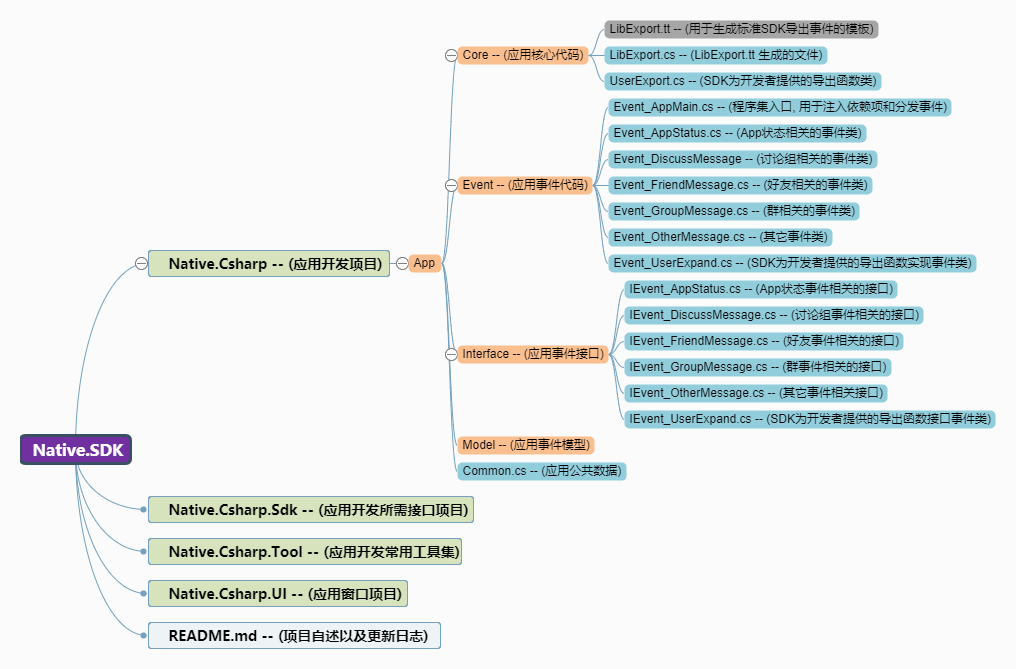 Native.SDK
Native.Csharp -- (应用开发项目)
App
Core -- (应用核心代码)
LibExport.tt -- (用于生成标准SDK导出事件的模板)
LibExport.cs -- (LibExport.tt 生成的文件)
UserExport.cs -- (SDK为开发者提供的导出函数类)
Event -- (应用事件代码)
Event_AppMain.cs -- (程序集入口, 用于注入依赖项和分发事件)
Event_AppStatus.cs -- (App状态相关的事件类)
Event_DiscussMessage -- (讨论组相关的事件类)
Event_FriendMessage.cs -- (好友相关的事件类)
Event_GroupMessage.cs -- (群相关的事件类)
Event_OtherMessage.cs -- (其它事件类)
Event_UserExpand.cs -- (SDK为开发者提供的导出函数实现事件类)
Interface -- (应用事件接口)
IEvent_AppStatus.cs -- (App状态事件相关的接口)
IEvent_DiscussMessage.cs -- (讨论组事件相关的接口)
IEvent_FriendMessage.cs -- (好友事件相关的接口)
IEvent_GroupMessage.cs -- (群事件相关的接口)
IEvent_OtherMessage.cs -- (其它事件相关接口)
IEvent_UserExpand.cs -- (SDK为开发者提供的导出函数接口事件类)
Model -- (应用事件模型)
Common.cs -- (应用公共数据)
Native.Csharp.Sdk -- (应用开发所需接口项目)
Native.Csharp.Tool -- (应用开发常用工具集)
Native.Csharp.UI -- (应用窗口项目)
README.md -- (项目自述以及更新日志)